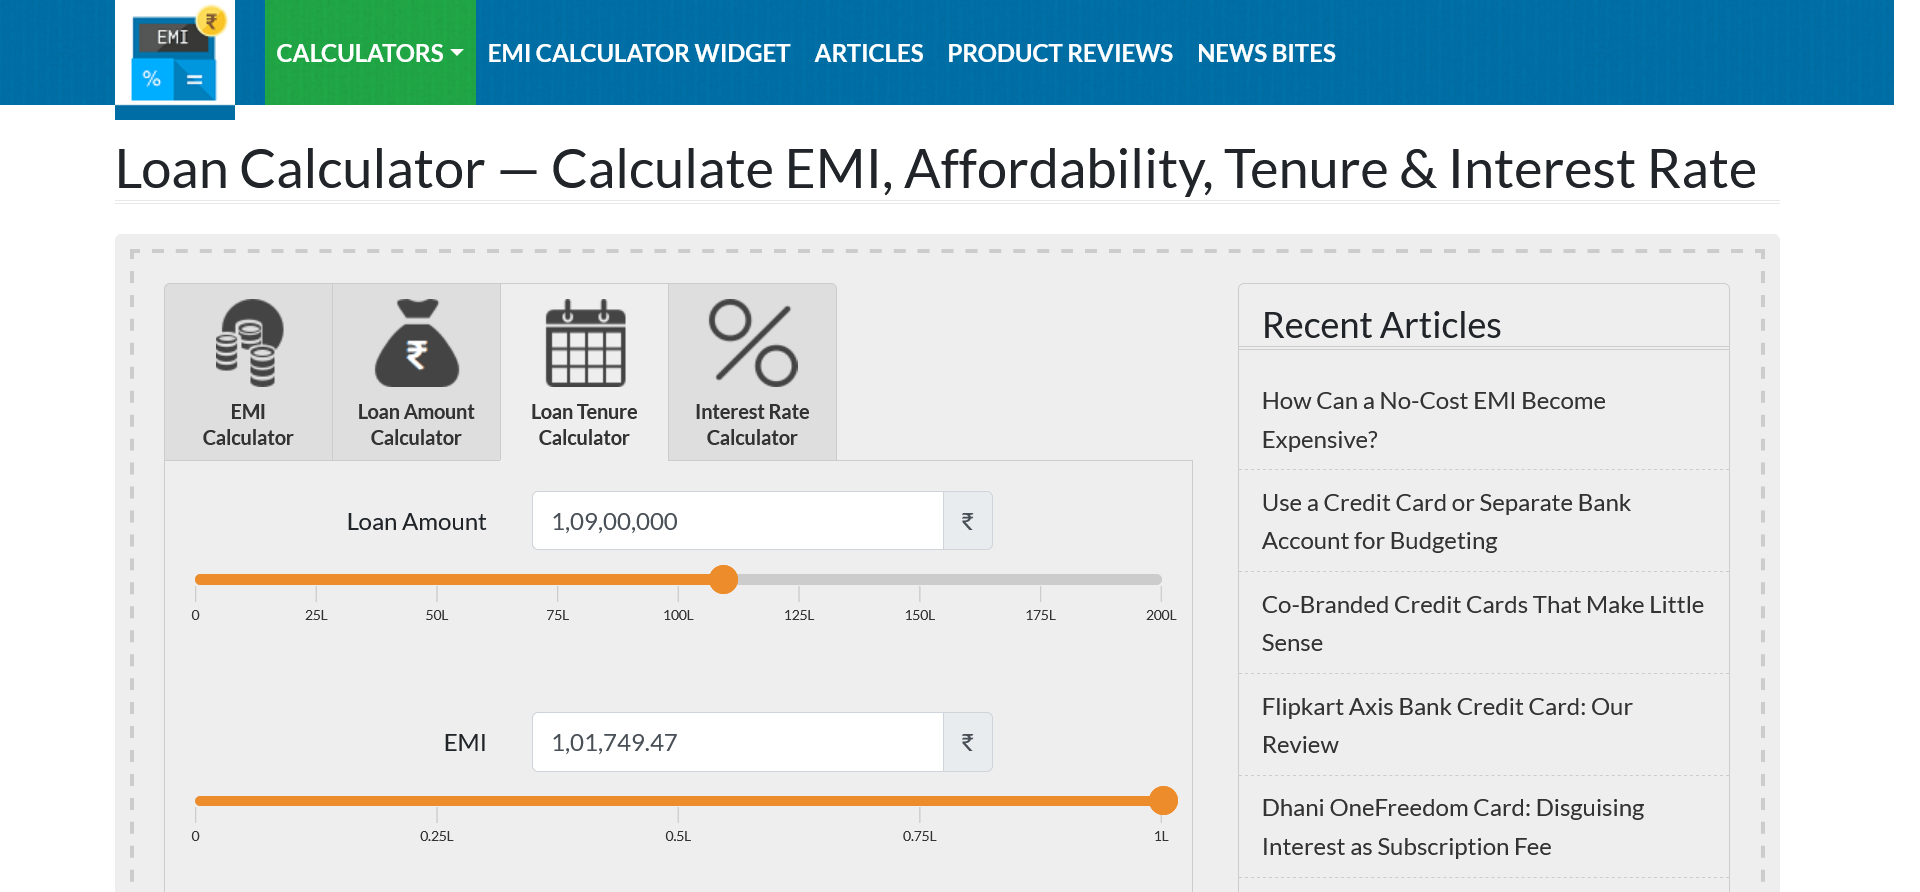 EMI
₹
%
=
CALCULATORS
EMI CALCULATOR WIDGET
ARTICLES
PRODUCT REVIEWS
NEWS BITES
Loan Calculator — Calculate EMI, Affordability, Tenure & Interest Rate
EMI
Calculator
₹
Loan Amount
Calculator
Loan Tenure
Calculator
Interest Rate
Calculator
Loan Amount 1,09,00,000 ₹
0 25L 50L 75L 100L 125L 150L 175L 200L
EMI 1,01,749.47 ₹
0 0.25L 0.5L 0.75L 1L
Recent Articles
How Can a No-Cost EMI Become
Expensive?
Use a Credit Card or Separate Bank
Account for Budgeting
Co-Branded Credit Cards That Make Little
Sense
Flipkart Axis Bank Credit Card: Our
Review
Dhani OneFreedom Card: Disguising
Interest as Subscription Fee